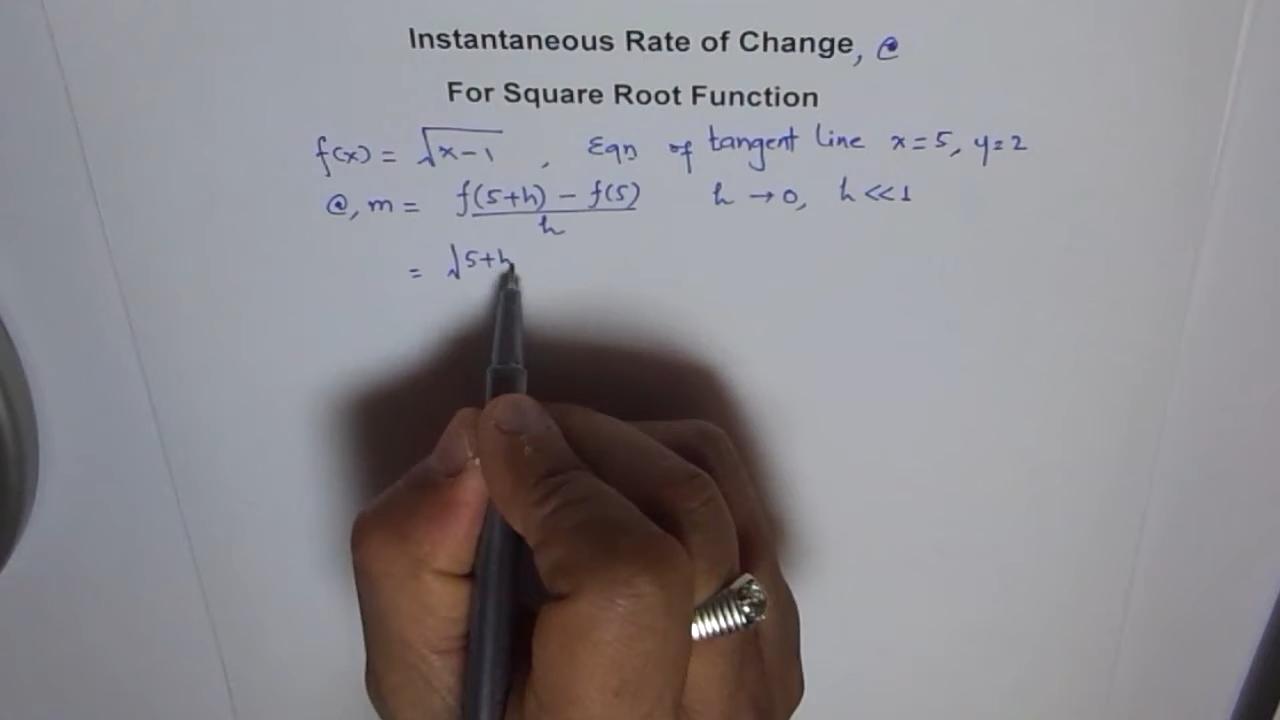 Instantaneous Rate of Change, @
For Square Root Function
f(x) = √x-1 , Eqn of tangent line x=5, y=2
@, m = f(5+h) - f(5) / h h → 0, h << 1
= √5+h